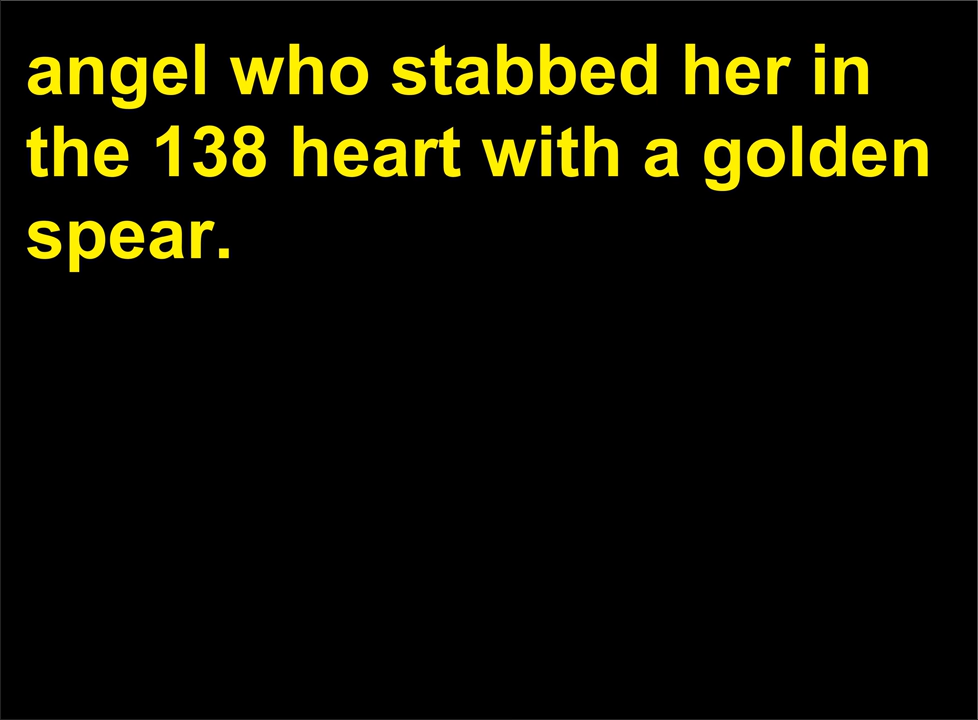 angel who stabbed her in
the 138 heart with a golden
spear.